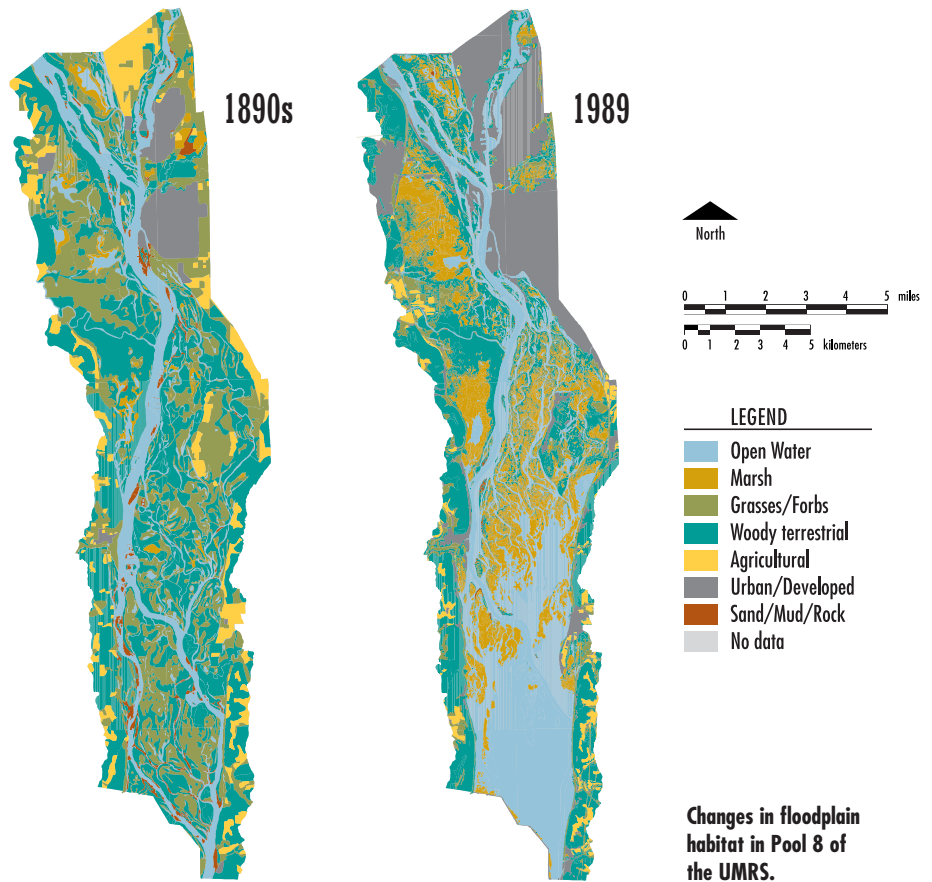 1890s
1989
North
0 1 2 3 4 5 miles
0 1 2 3 4 5 kilometers
LEGEND
Open Water
Marsh
Grasses/Forbs
Woody terrestrial
Agricultural
Urban/Developed
Sand/Mud/Rock
No data
Changes in floodplain
habitat in Pool 8 of
the UMRS.